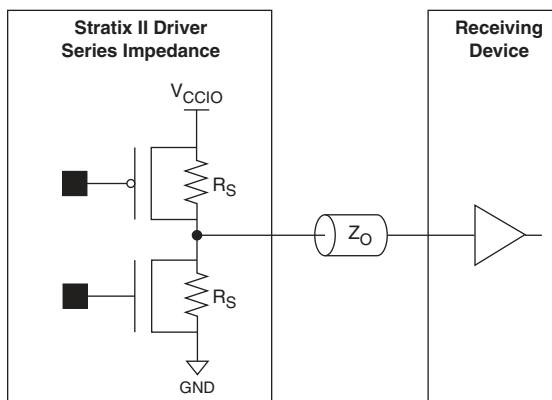 Stratix II Driver
Series Impedance
Receiving
Device
VCCIO
RS
ZO
RS
GND